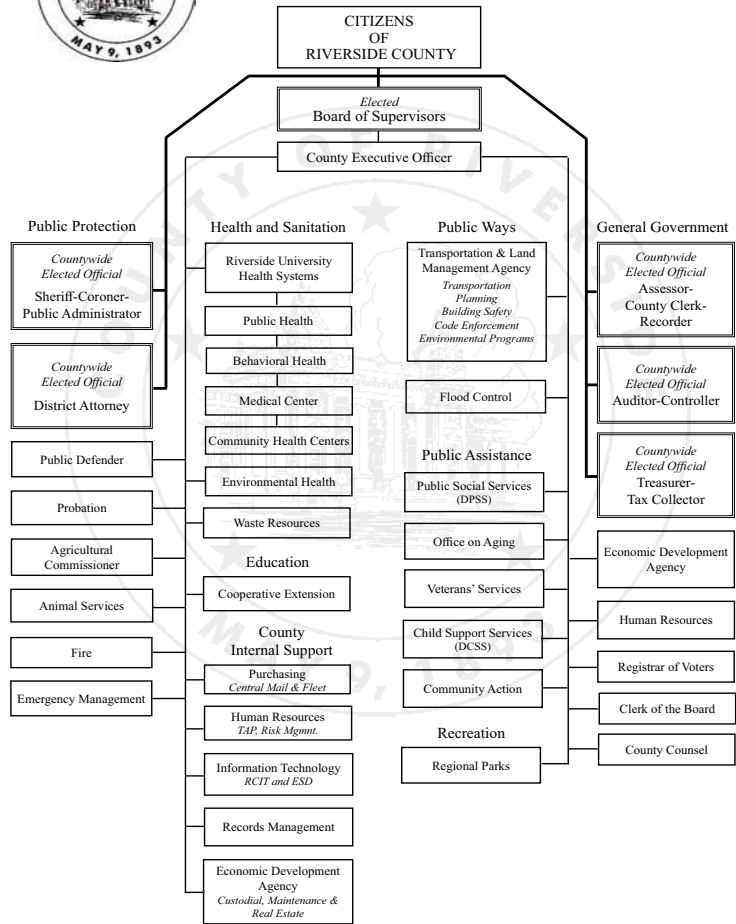 MAY 9, 1893
CITIZENS
OF
RIVERSIDE COUNTY
Elected
Board of Supervisors
County Executive Officer
COUNTY OF RIVERSIDE
MAY 9, 1893
Public Protection
Countywide
Elected Official
Sheriff-Coroner-
Public Administrator
Countywide
Elected Official
District Attorney
Public Defender
Probation
Agricultural
Commissioner
Animal Services
Fire
Emergency Management
Health and Sanitation
Riverside University
Health Systems
Public Health
Behavioral Health
Medical Center
Community Health Centers
Environmental Health
Waste Resources
Education
Cooperative Extension
County
Internal Support
Purchasing
Central Mail & Fleet
Human Resources
TAP, Risk Mgmnt.
Information Technology
RCIT and ESD
Records Management
Economic Development
Agency
Custodial, Maintenance &
Real Estate
Public Ways
Transportation & Land
Management Agency
Transportation
Planning
Building Safety
Code Enforcement
Environmental Programs
Flood Control
Public Assistance
Public Social Services
(DPSS)
Office on Aging
Veterans' Services
Child Support Services
(DCSS)
Community Action
Recreation
Regional Parks
General Government
Countywide
Elected Official
Assessor-
County Clerk-
Recorder
Countywide
Elected Official
Auditor-Controller
Countywide
Elected Official
Treasurer-
Tax Collector
Economic Development
Agency
Human Resources
Registrar of Voters
Clerk of the Board
County Counsel